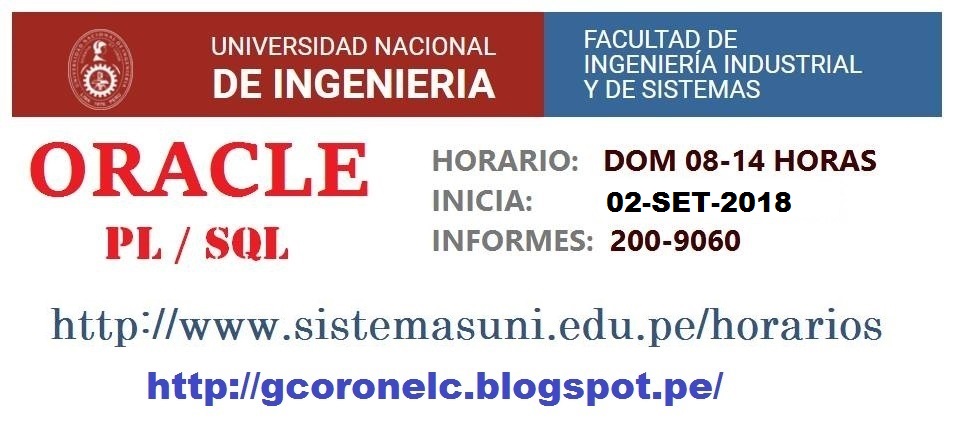 UNIVERSIDAD NACIONAL
DE INGENIERIA
FACULTAD DE
INGENIERÍA INDUSTRIAL
Y DE SISTEMAS
ORACLE
PL / SQL
HORARIO: DOM 08-14 HORAS
INICIA: 02-SET-2018
INFORMES: 200-9060
http://www.sistemasuni.edu.pe/horarios
http://gcoronelc.blogspot.pe/